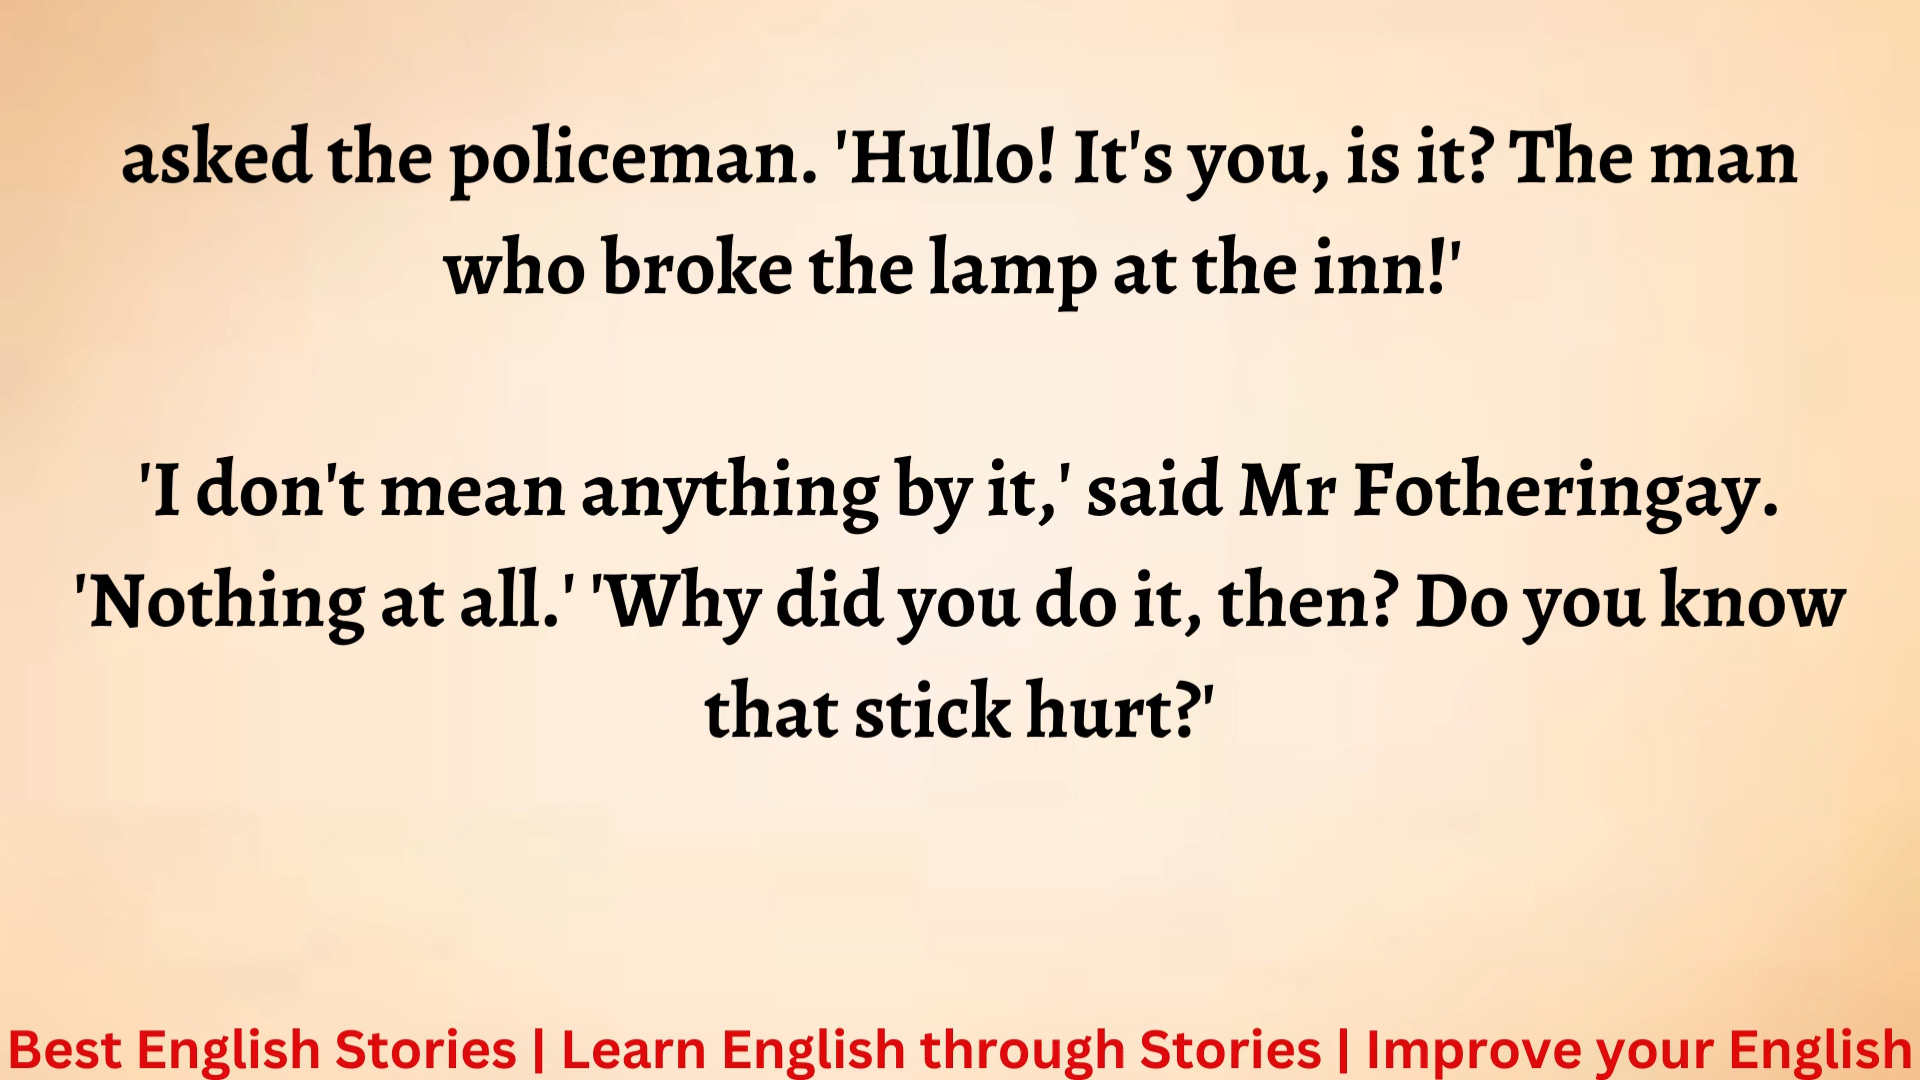 asked the policeman. 'Hullo! It's you, is it? The man
who broke the lamp at the inn!'
'I don't mean anything by it,' said Mr Fotheringay.
'Nothing at all.' 'Why did you do it, then? Do you know
that stick hurt?'
Best English Stories | Learn English through Stories | Improve your English